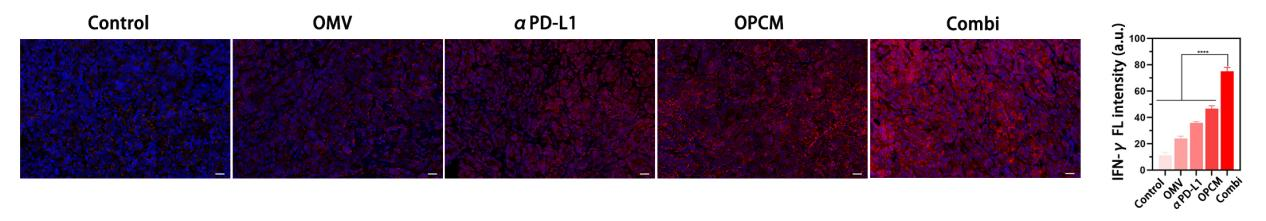 Control
OMV
α PD-L1
OPCM
Combi
IFN-γ FL intensity (a.u.)
100
80
60
40
20
0
****
Control
OMV
α PD-L1
OPCM
Combi